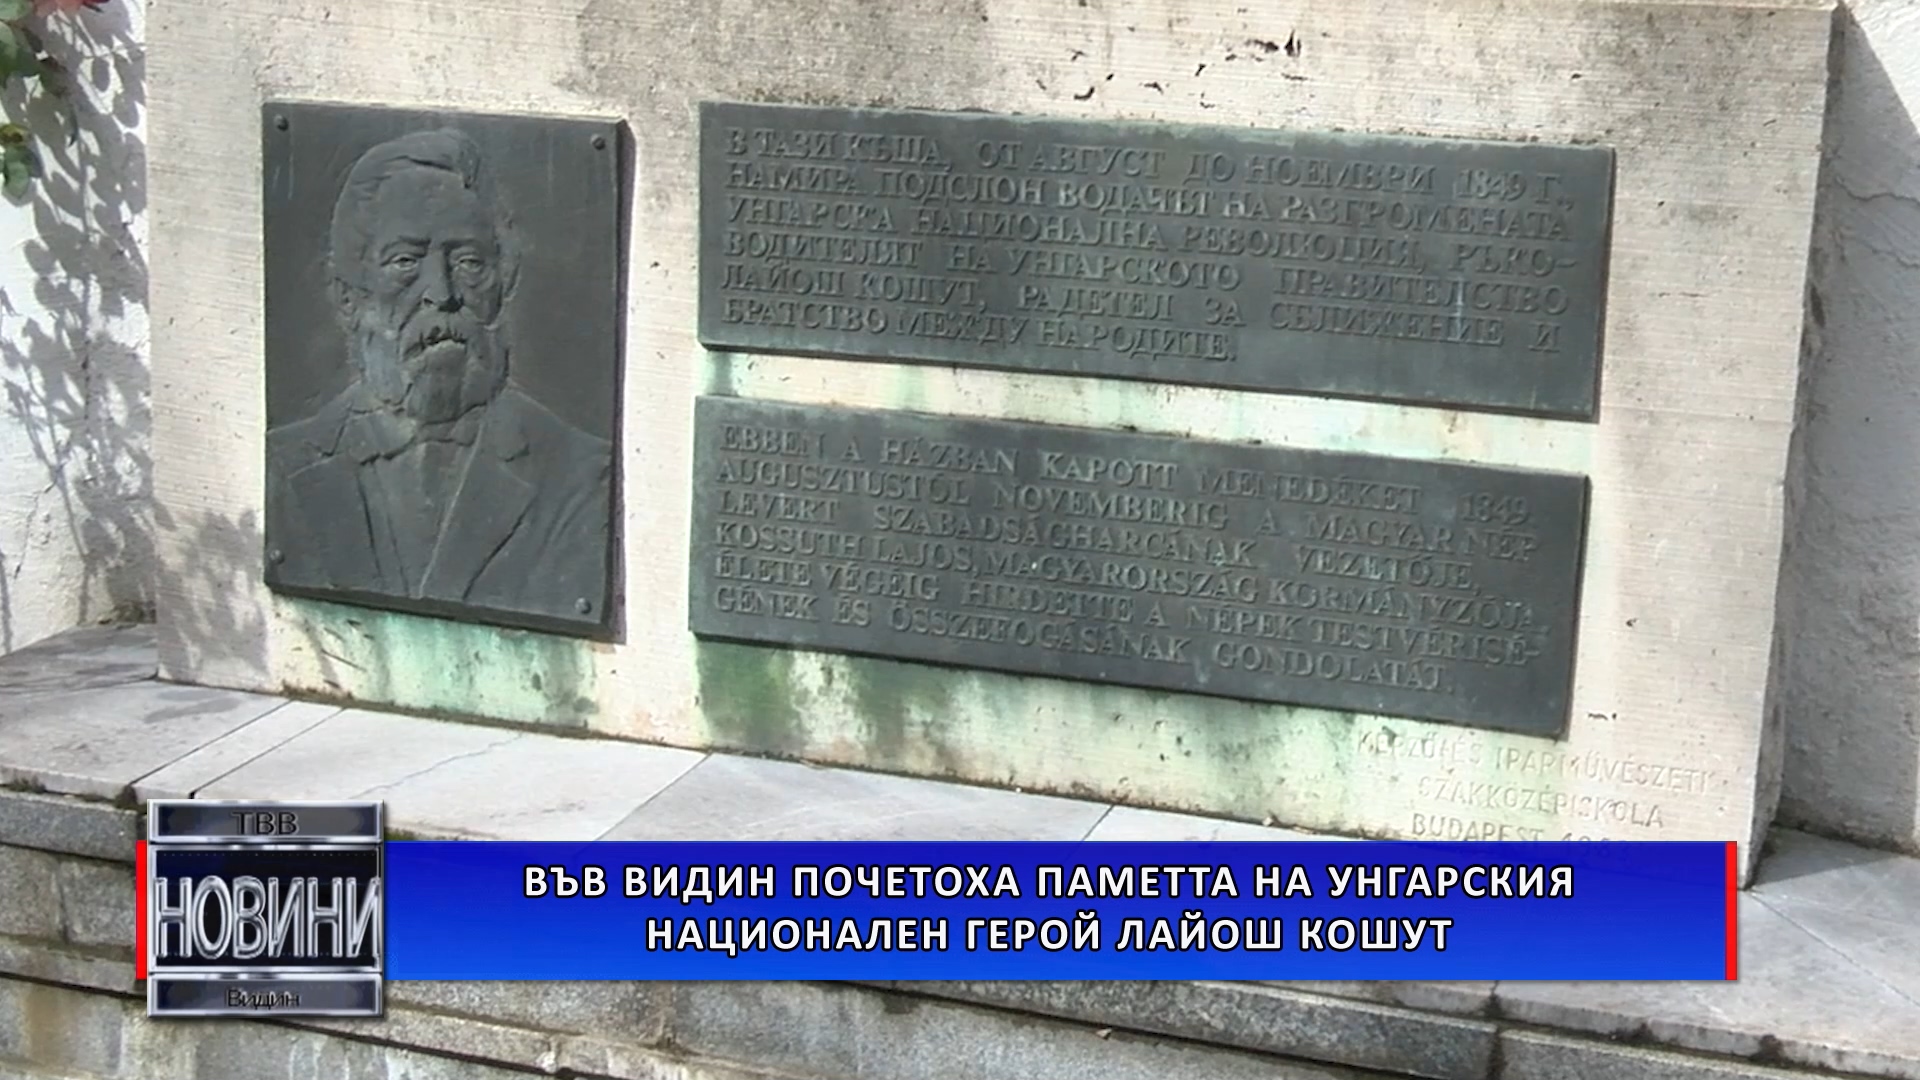 В ТАЗИ КЪЩА, ОТ АВГУСТ ДО НОЕМВРИ 1849 Г.,
НАМИРА ПОДСЛОН ВОДАЧЪТ НА РАЗГРОМЕНАТА
УНГАРСКА НАЦИОНАЛНА РЕВОЛЮЦИЯ, РЪКО-
ВОДИТЕЛЯТ НА УНГАРСКОТО ПРАВИТЕЛСТВО
ЛАЙОШ КОШУТ, РАДЕТЕЛ ЗА СБЛИЖЕНИЕ И
БРАТСТВО МЕЖДУ НАРОДИТЕ.
EBBEN A HÁZBAN KAPOTT MENEDÉKET 1849.
AUGUSZTUSTÓL NOVEMBERIG A MAGYAR NÉP
LEVERT SZABADSÁGHARCÁNAK VEZETŐJE,
KOSSUTH LAJOS, MAGYARORSZÁG KORMÁNYZÓJA.
ÉLETE VÉGÉIG HIRDETTE A NÉPEK TESTVÉRISÉ-
GÉNEK ÉS ÖSSZEFOGÁSÁNAK GONDOLATÁT.
KÉPZŐ ÉS IPARMŰVÉSZETI
SZAKKÖZÉPISKOLA
BUDAPEST
ТВВ
НОВИНИ
Видин
ВЪВ ВИДИН ПОЧЕТОХА ПАМЕТТА НА УНГАРСКИЯ
НАЦИОНАЛЕН ГЕРОЙ ЛАЙОШ КОШУТ